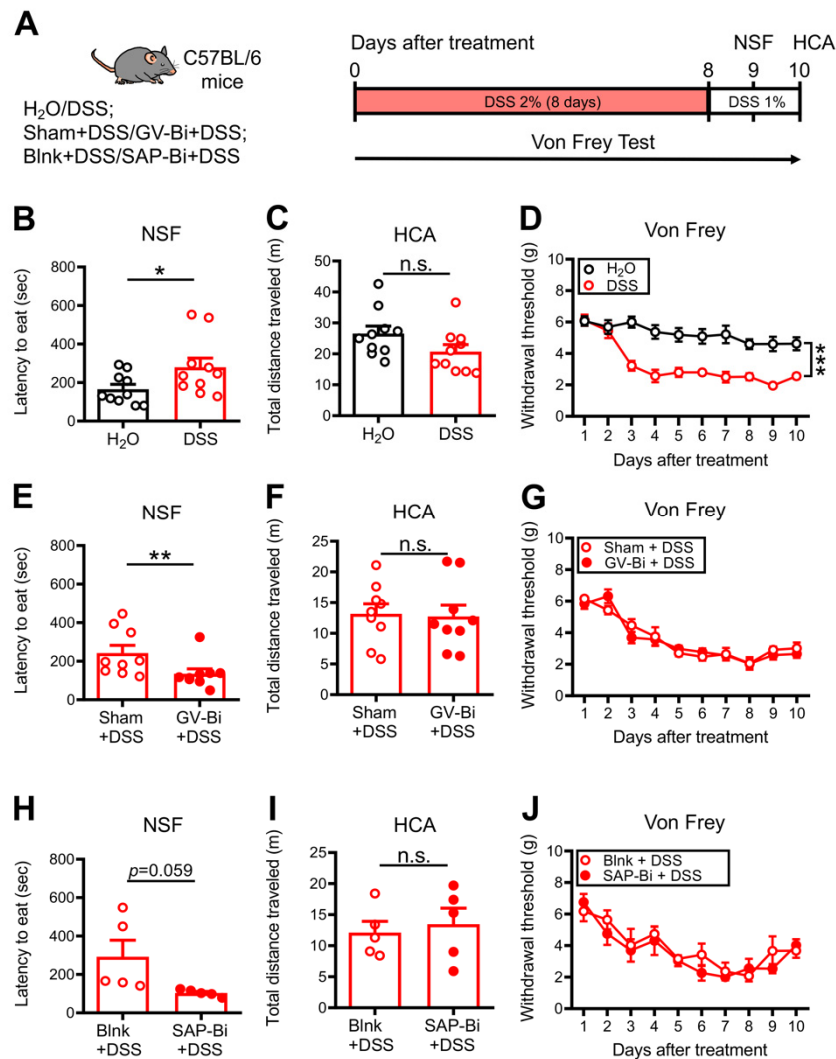 A
C57BL/6
mice
H₂O/DSS;
Sham+DSS/GV-Bi+DSS;
Blnk+DSS/SAP-Bi+DSS
Days after treatment
NSF
HCA
0
8
9
10
DSS 2% (8 days)
DSS 1%
Von Frey Test
B
NSF
Latency to eat (sec)
800
600
400
200
0
*
H₂O
DSS
C
HCA
Total distance traveled (m)
50
40
30
20
10
0
n.s.
H₂O
DSS
D
Von Frey
Withdrawal threshold (g)
10
8
6
4
2
0
H₂O
DSS
***
1 2 3 4 5 6 7 8 9 10
Days after treatment
E
NSF
Latency to eat (sec)
800
600
400
200
0
**
Sham
+DSS
GV-Bi
+DSS
F
HCA
Total distance traveled (m)
25
20
15
10
5
0
n.s.
Sham
+DSS
GV-Bi
+DSS
G
Von Frey
Withdrawal threshold (g)
10
8
6
4
2
0
Sham + DSS
GV-Bi + DSS
1 2 3 4 5 6 7 8 9 10
Days after treatment
H
NSF
Latency to eat (sec)
800
600
400
200
0
p=0.059
Blnk
+DSS
SAP-Bi
+DSS
I
HCA
Total distance traveled (m)
25
20
15
10
5
0
n.s.
Blnk
+DSS
SAP-Bi
+DSS
J
Von Frey
Withdrawal threshold (g)
10
8
6
4
2
0
Blnk + DSS
SAP-Bi + DSS
1 2 3 4 5 6 7 8 9 10
Days after treatment